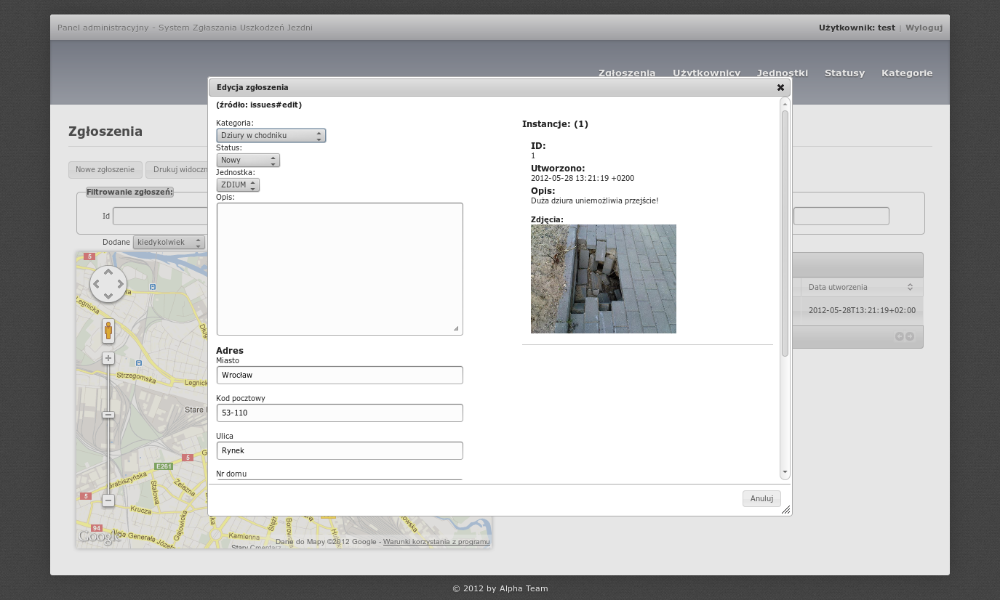 Panel administracyjny - System Zgłaszania Uszkodzeń Jezdni
Użytkownik: test | Wyloguj
Zgłoszenia Użytkownicy Jednostki Statusy Kategorie
Zgłoszenia
Nowe zgłoszenie
Drukuj widoczn
Filtrowanie zgłoszeń:
Id
Dodane kiedykolwiek
Edycja zgłoszenia
(źródło: issues#edit)
Kategoria:
Dziury w chodniku
Status:
Nowy
Jednostka:
ZDIUM
Opis:
Adres
Miasto
Wrocław
Kod pocztowy
53-110
Ulica
Rynek
Nr domu
Instancje: (1)
ID:
1
Utworzono:
2012-05-28 13:21:19 +0200
Opis:
Duża dziura uniemożliwia przejście!
Zdjęcia:
Anuluj
Data utworzenia
2012-05-28T13:21:19+02:00
5
Legnicka
Strzegomska
Legnic
Stare
5
E261
Grabiszyńska
Stalowa
Żelazna
5
Krucza
Gajowicka
94
Kamienna
Google
Dane do Mapy ©2012 Google - Warunki korzystania z programu
© 2012 by Alpha Team